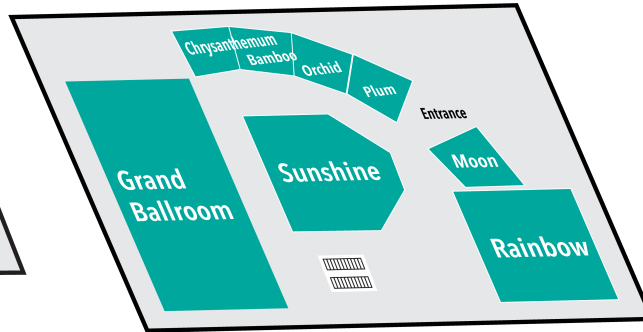 Chrysanthemum
Bamboo
Orchid
Plum
Entrance
Moon
Sunshine
Grand
Ballroom
Rainbow